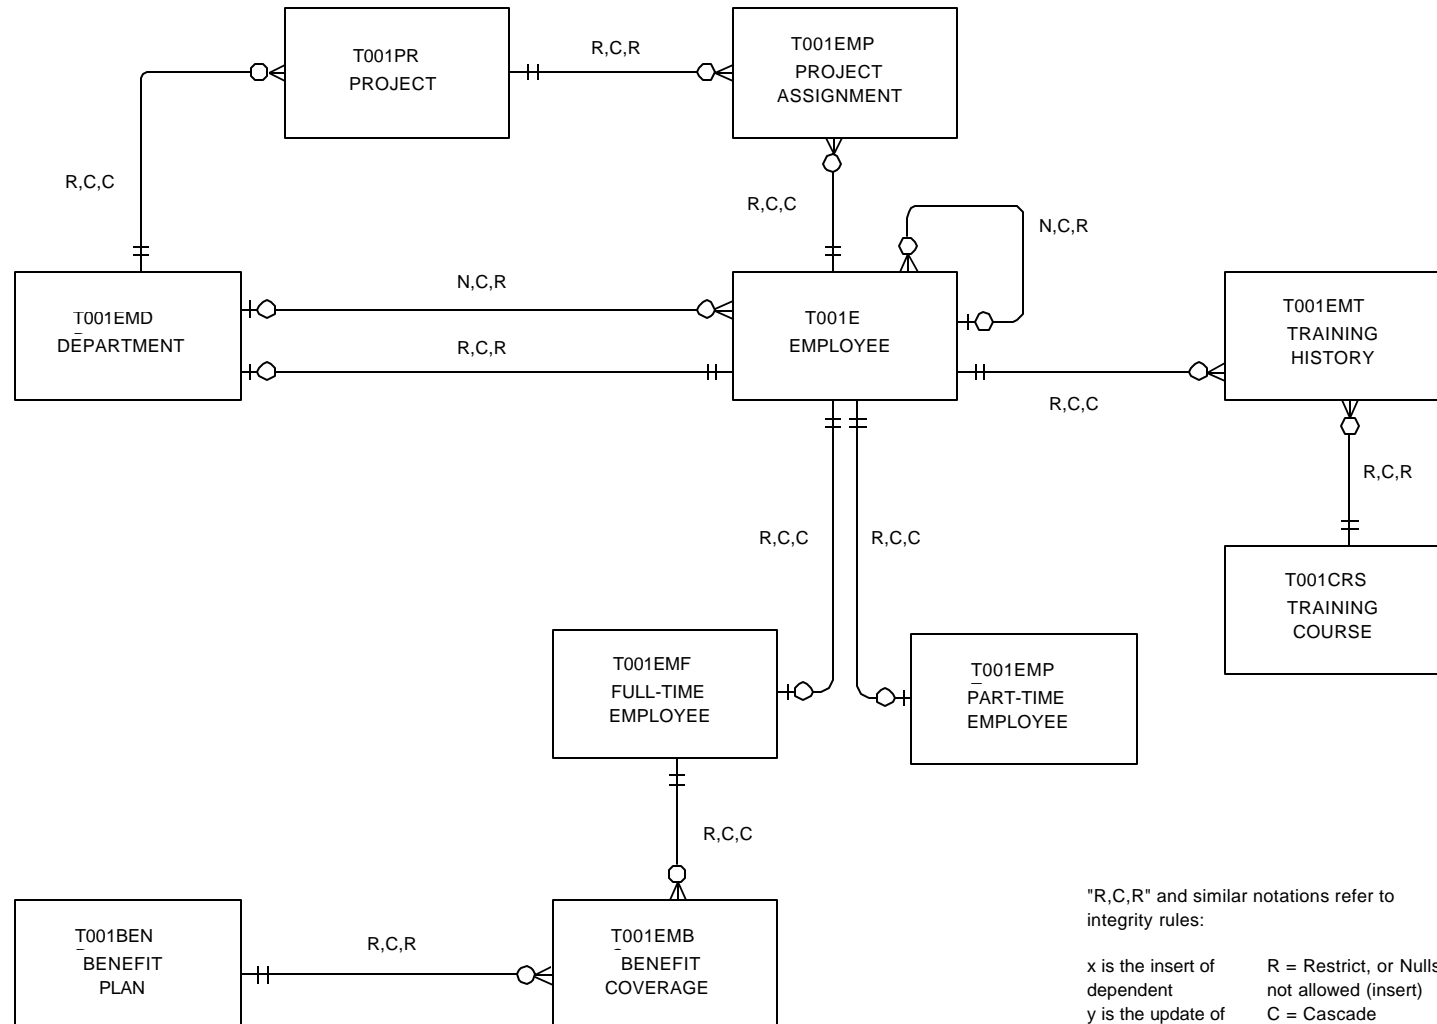 T001PR
PROJECT
R,C,R
T001EMP
PROJECT
ASSIGNMENT
R,C,C
R,C,C
N,C,R
T001EMD
DEPARTMENT
N,C,R
R,C,R
T001E
EMPLOYEE
T001EMT
TRAINING
HISTORY
R,C,C
R,C,R
R,C,C
R,C,C
T001CRS
TRAINING
COURSE
T001EMF
FULL-TIME
EMPLOYEE
T001EMP
PART-TIME
EMPLOYEE
R,C,C
T001BEN
BENEFIT
PLAN
R,C,R
T001EMB
BENEFIT
COVERAGE
"R,C,R" and similar notations refer to
integrity rules:
x is the insert of
dependent
y is the update of
R = Restrict, or Nulls
not allowed (insert)
C = Cascade